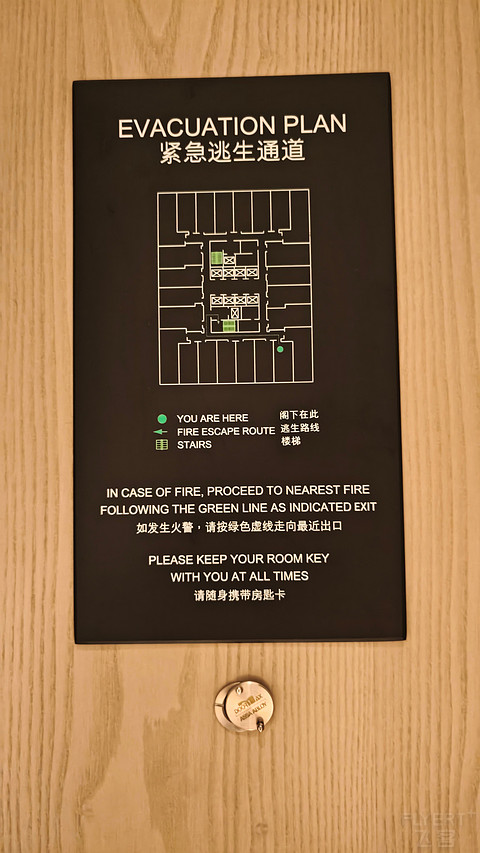 EVACUATION PLAN
紧急逃生通道
YOU ARE HERE 阁下在此
FIRE ESCAPE ROUTE 逃生路线
STAIRS 楼梯
IN CASE OF FIRE, PROCEED TO NEAREST FIRE
FOLLOWING THE GREEN LINE AS INDICATED EXIT
如发生火警，请按绿色虚线走向最近出口
PLEASE KEEP YOUR ROOM KEY
WITH YOU AT ALL TIMES
请随身携带房匙卡
ASSA ABLOY
FLYERT